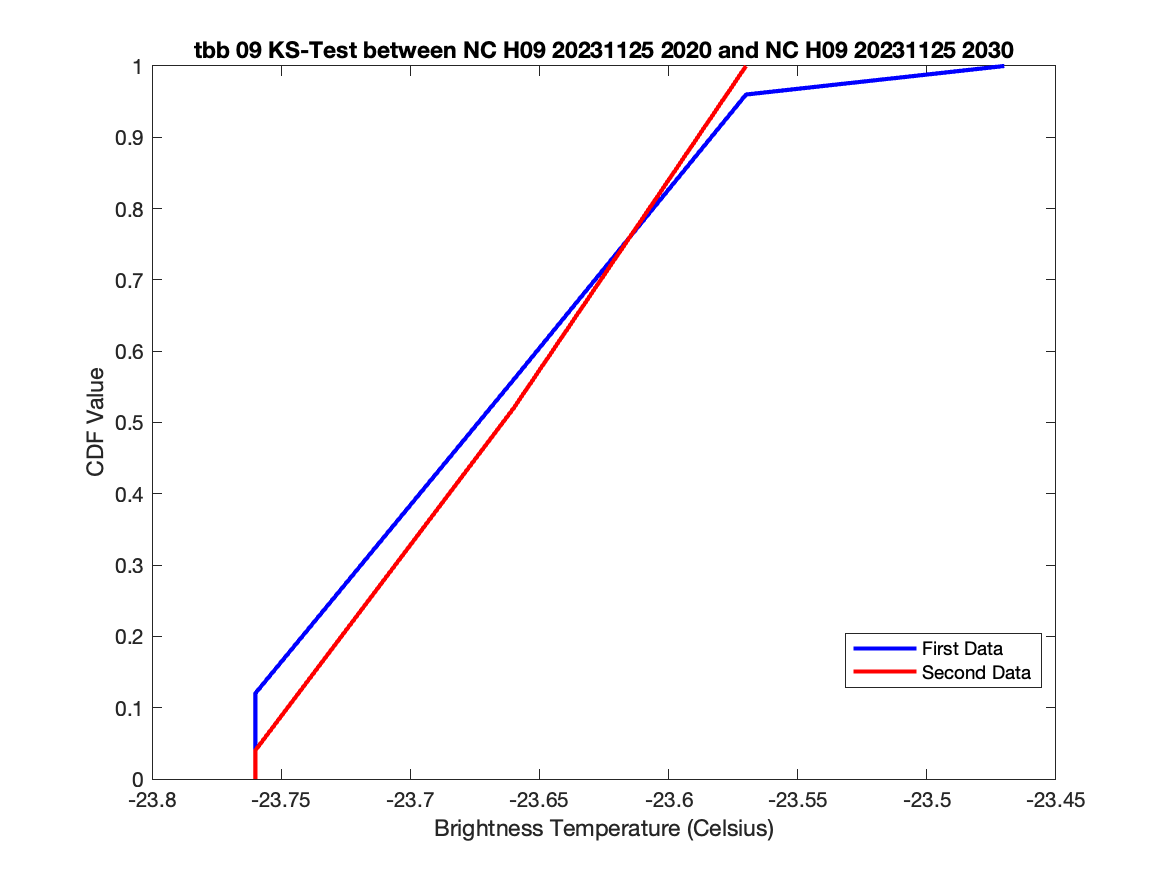 tbb 09 KS-Test between NC H09 20231125 2020 and NC H09 20231125 2030
1
0.9
0.8
0.7
0.6
0.5
0.4
0.3
0.2
0.1
0
CDF Value
First Data
Second Data
-23.8 -23.75 -23.7 -23.65 -23.6 -23.55 -23.5 -23.45
Brightness Temperature (Celsius)